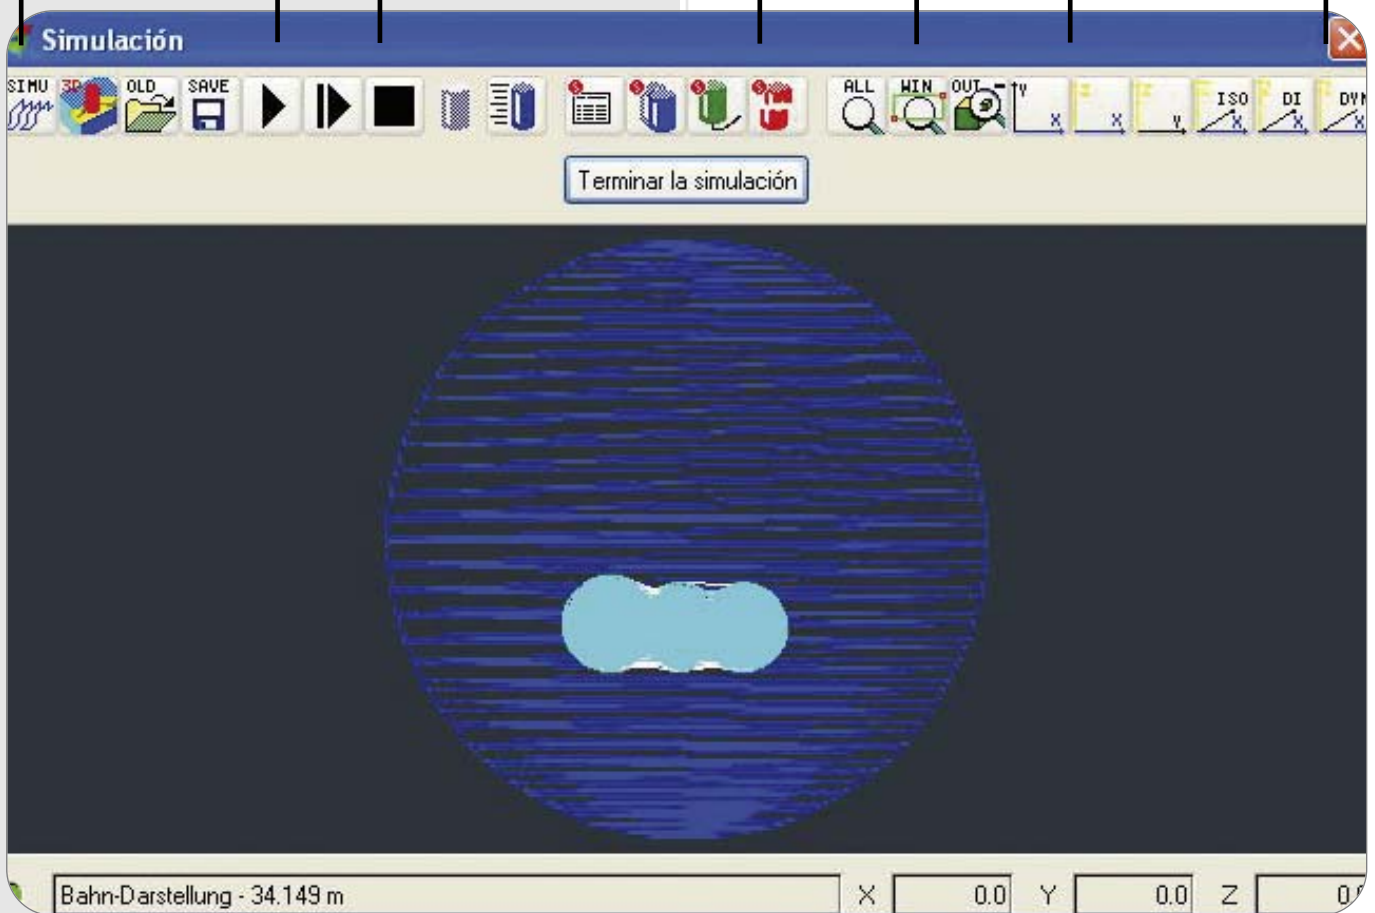 Simulación
SIMU 3D OLD SAVE ALL WIN OUT Y X X Y ISO X DI X DYN X
Terminar la simulación
Bahn-Darstellung - 34.149 m X 0.0 Y 0.0 Z